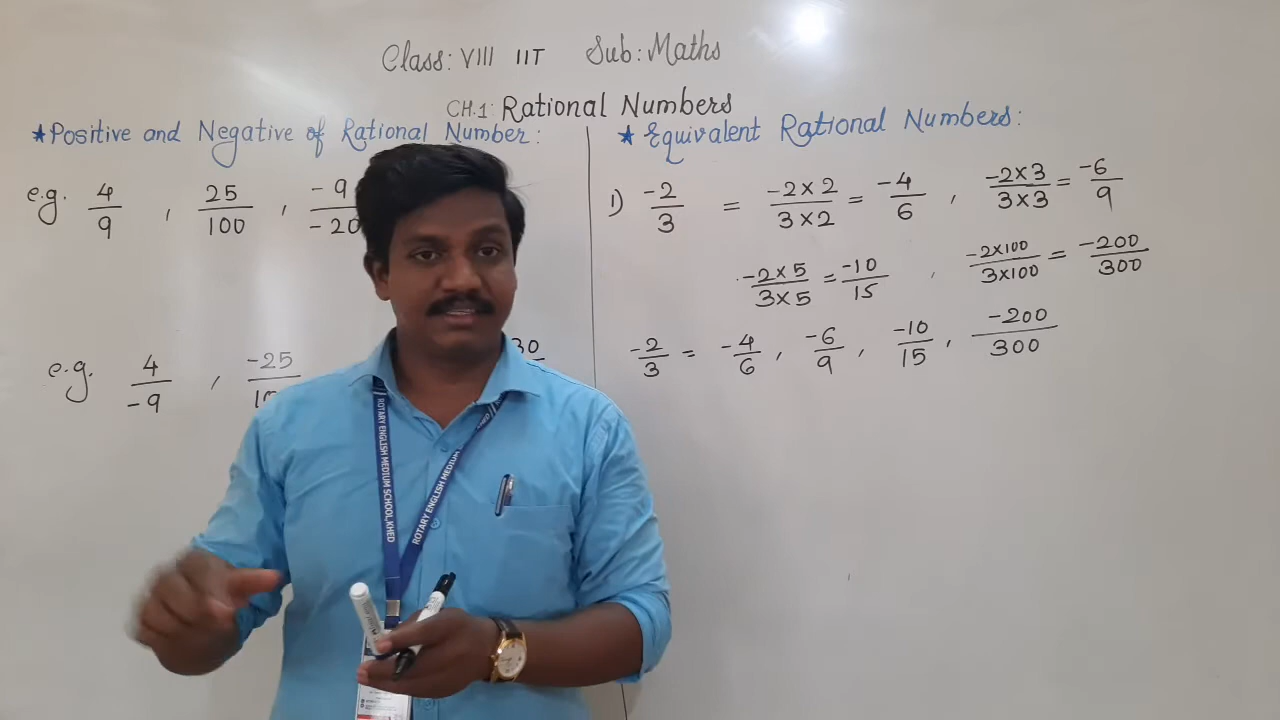 Class: VIII IIT Sub: Maths
CH.1: Rational Numbers
★Positive and Negative of Rational Number:
e.g. 4/9 , 25/100 , -9/-20
e.g. 4/-9 , -25/10
30
★ Equivalent Rational Numbers:
1) -2/3 = -2×2/3×2 = -4/6 , -2×3/3×3 = -6/9
-2×5/3×5 = -10/15 , -2×100/3×100 = -200/300
-2/3 = -4/6 , -6/9 , -10/15 , -200/300
ROTARY ENGLISH MEDIUM SCHOOL,KHED
ROTARY ENGLISH MEDIUM